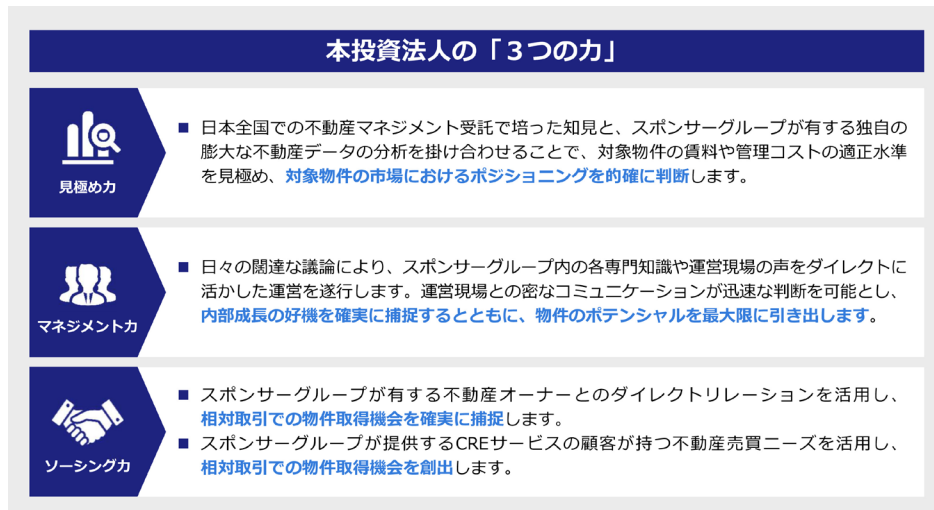 本投資法人の「３つの力」
見極め力
■ 日本全国での不動産マネジメント受託で培った知見と、スポンサーグループが有する独自の
膨大な不動産データの分析を掛け合わせることで、対象物件の賃料や管理コストの適正水準
を見極め、対象物件の市場におけるポジショニングを的確に判断します。
マネジメント力
■ 日々の闊達な議論により、スポンサーグループ内の各専門知識や運営現場の声をダイレクトに
活かした運営を遂行します。運営現場との密なコミュニケーションが迅速な判断を可能とし、
内部成長の好機を確実に捕捉するとともに、物件のポテンシャルを最大限に引き出します。
ソーシング力
■ スポンサーグループが有する不動産オーナーとのダイレクトリレーションを活用し、
相対取引での物件取得機会を確実に捕捉します。
■ スポンサーグループが提供するCREサービスの顧客が持つ不動産売買ニーズを活用し、
相対取引での物件取得機会を創出します。